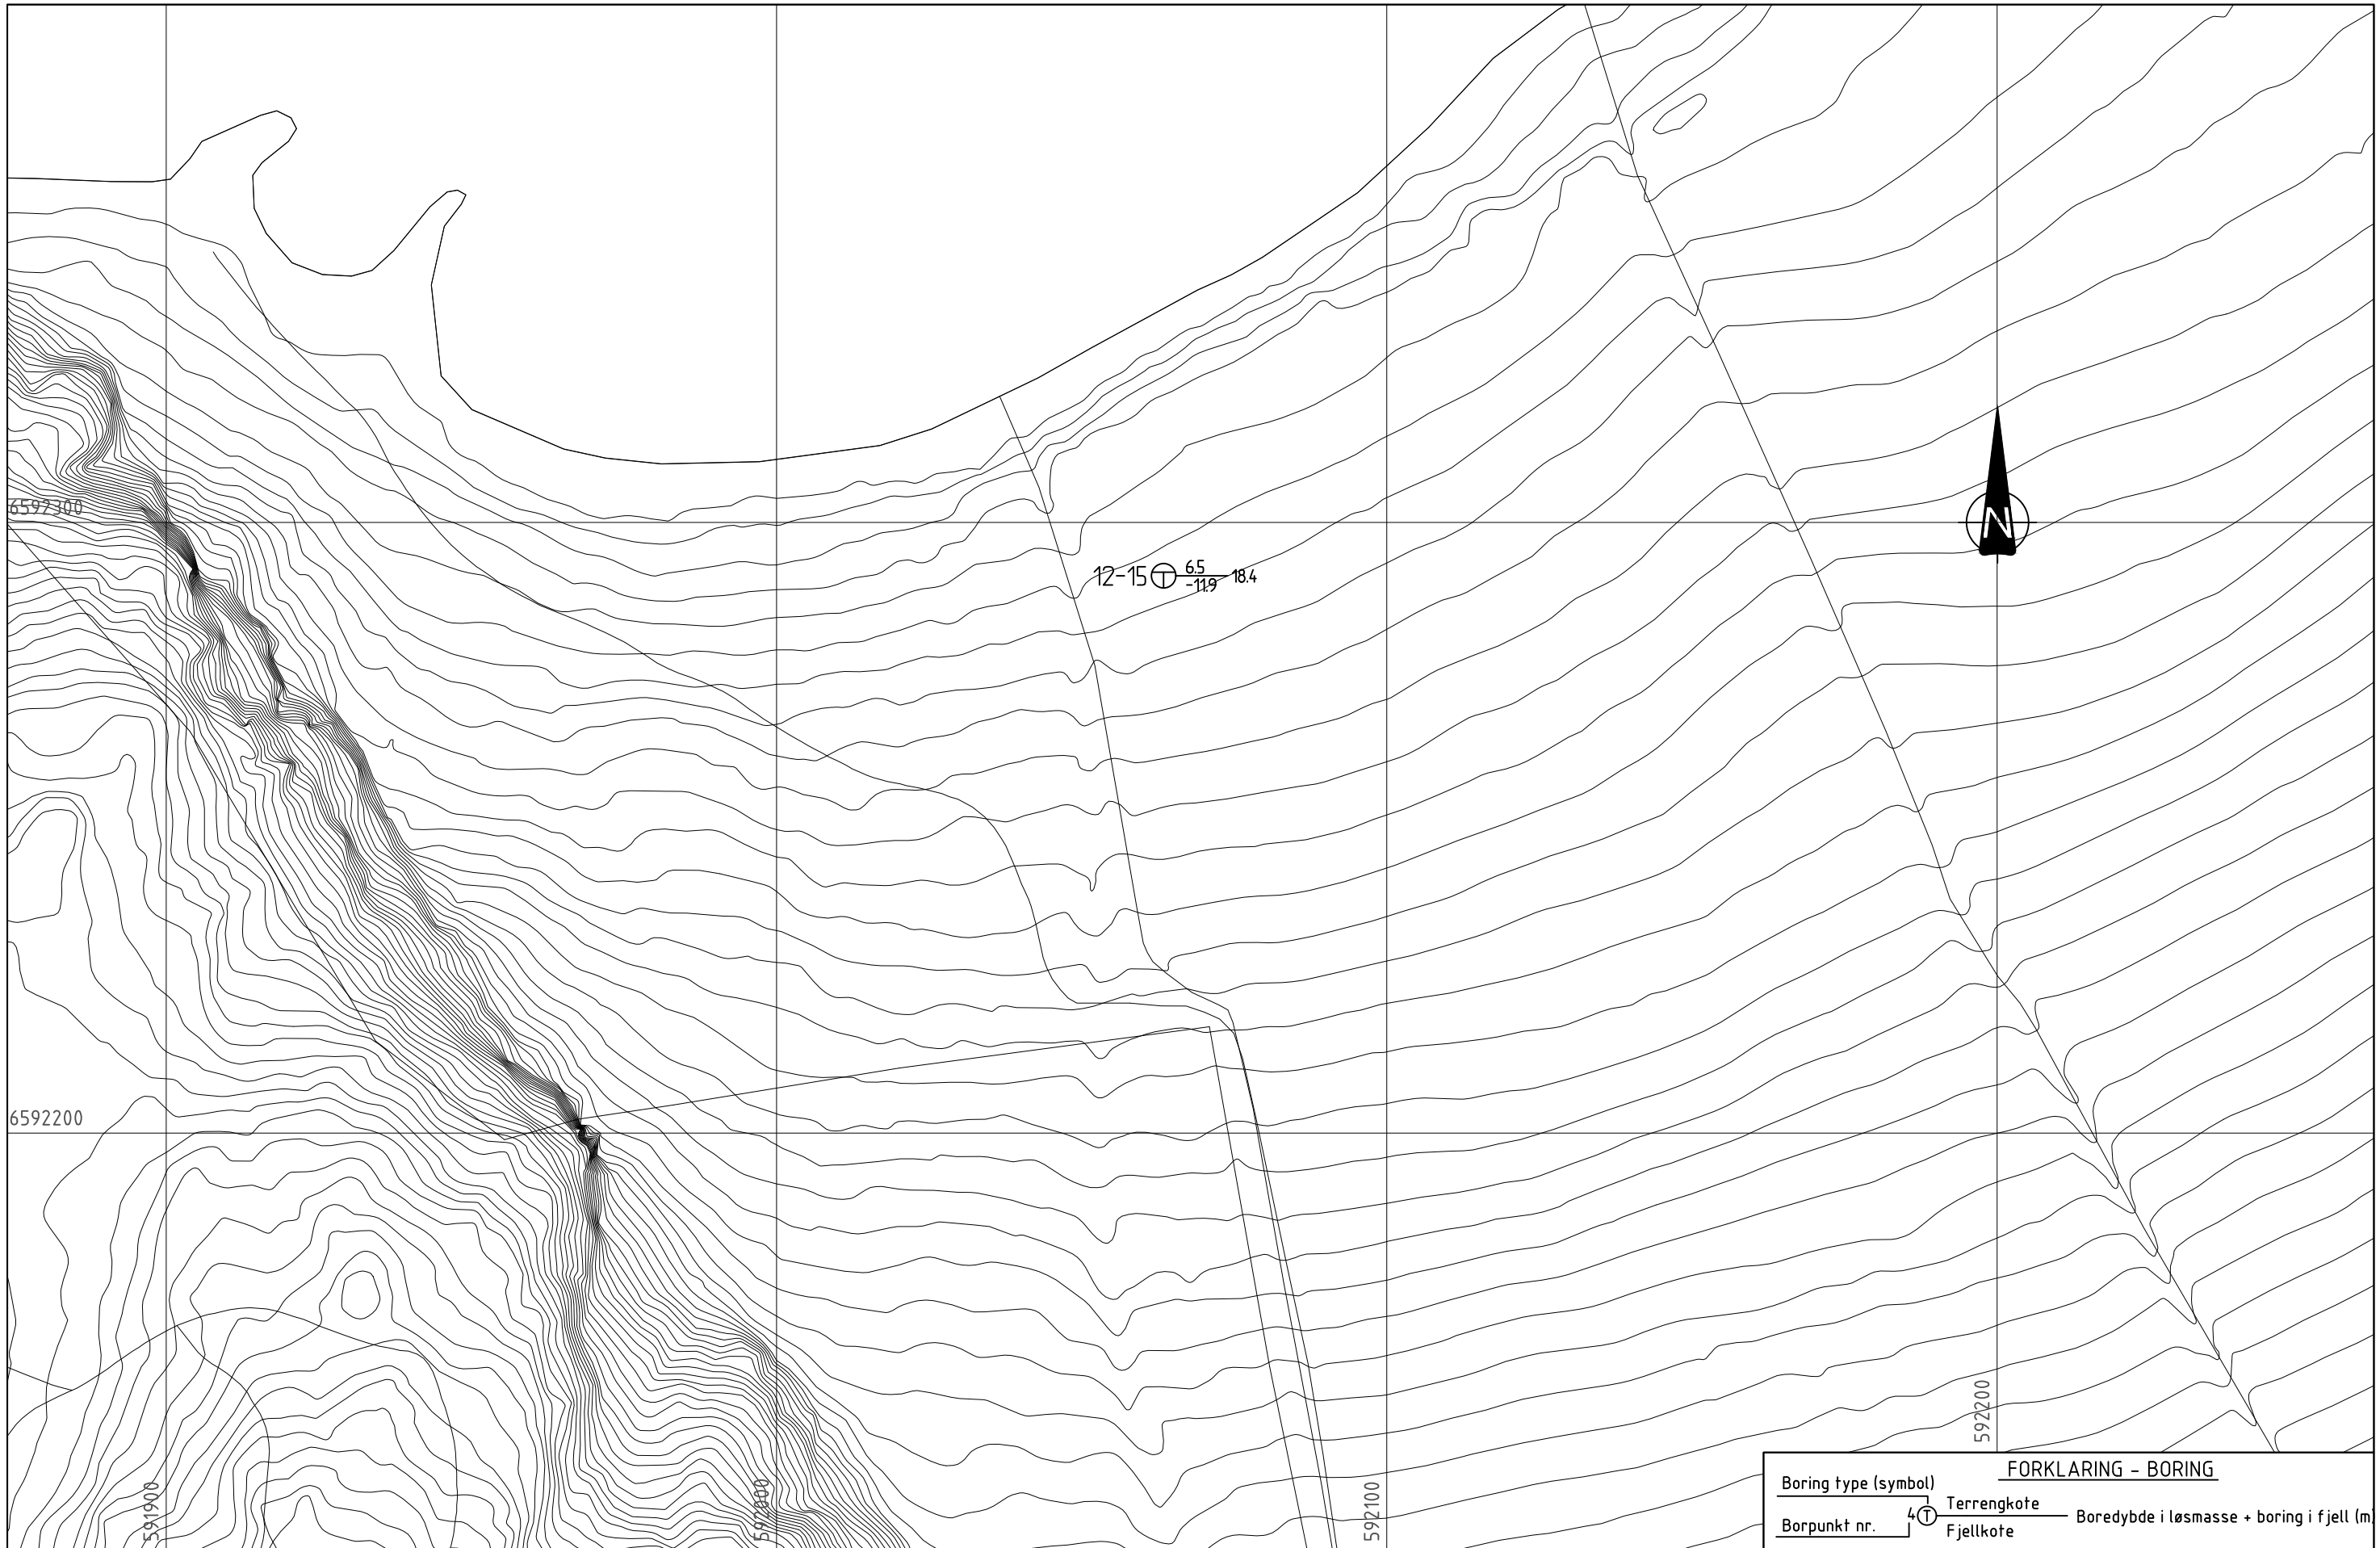 6592300
12-15 T 6.5 18.4
-11.9
N
6592200
591900
592000
592100
592200
FORKLARING - BORING
Boring type (symbol)
Terrengkote
4 T Boredybde i løsmasse + boring i fjell (m
Borpunkt nr.
Fjellkote